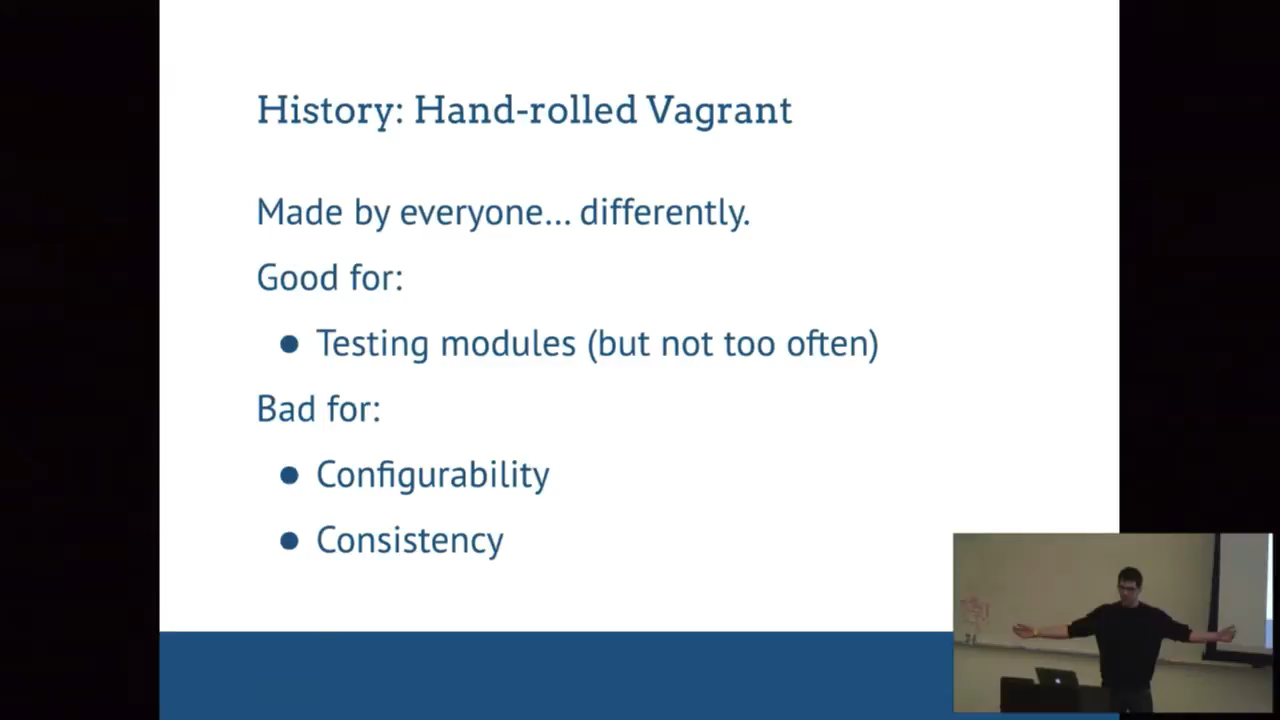 History: Hand-rolled Vagrant
Made by everyone... differently.
Good for:
● Testing modules (but not too often)
Bad for:
● Configurability
● Consistency